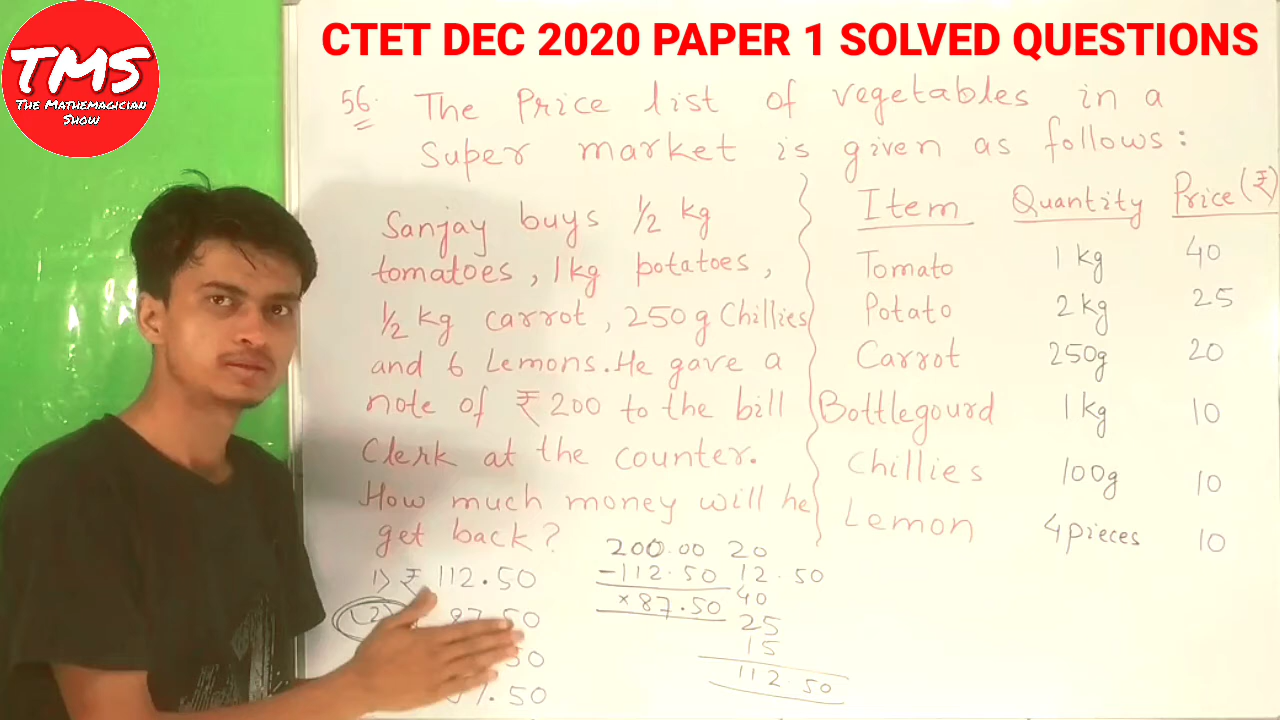 TMS
THE MATHEMAGICIAN
SHOW
CTET DEC 2020 PAPER 1 SOLVED QUESTIONS
56. The Price list of vegetables in a
Super market is given as follows:
Sanjay buys 1/2 kg
tomatoes, 1kg potatoes,
1/2 kg carrot, 250g Chillies
and 6 Lemons. He gave a
note of ₹200 to the bill
Clerk at the counter.
How much money will he
get back?
1) ₹ 112.50
(2) 87.50
50
.50
Item Quantity Price (₹)
Tomato 1 kg 40
Potato 2 kg 25
Carrot 250g 20
Bottlegourd 1 kg 10
Chillies 100g 10
Lemon 4 pieces 10
200.00
-112.50
×87.50
20
12.50
40
25
15
112.50